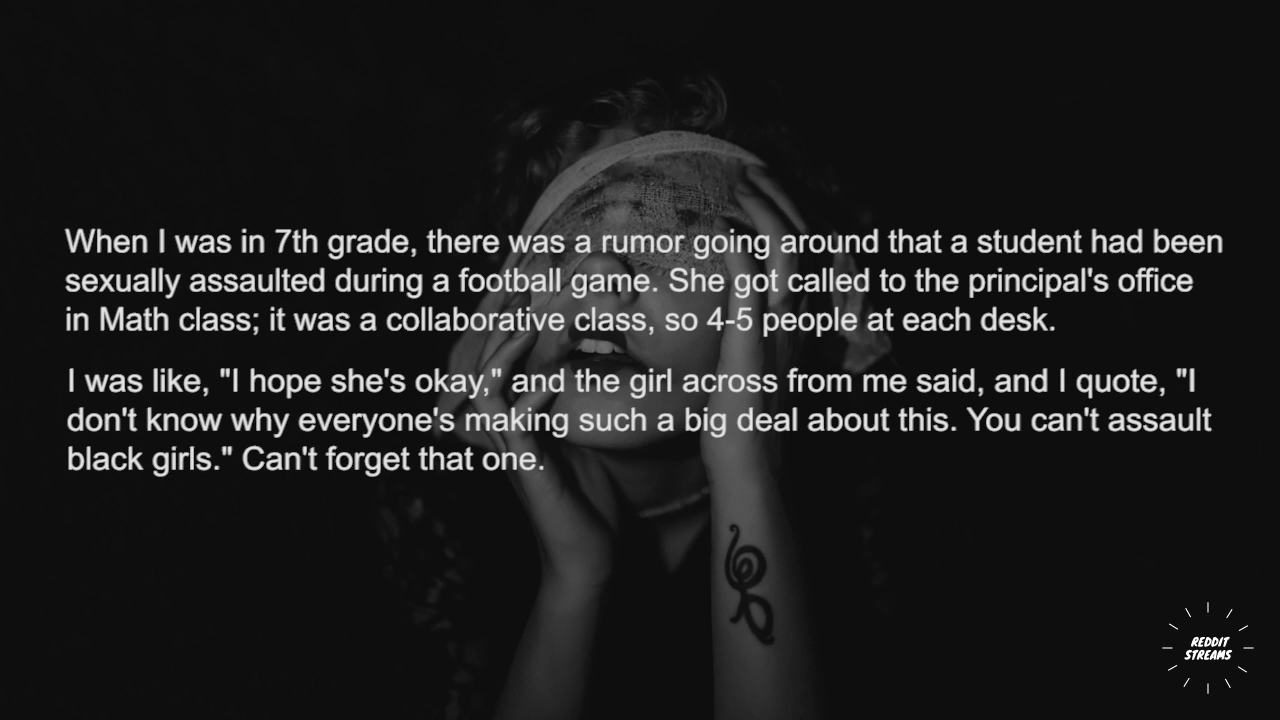 When I was in 7th grade, there was a rumor going around that a student had been
sexually assaulted during a football game. She got called to the principal's office
in Math class; it was a collaborative class, so 4-5 people at each desk.
I was like, "I hope she's okay," and the girl across from me said, and I quote, "I
don't know why everyone's making such a big deal about this. You can't assault
black girls." Can't forget that one.
REDDIT
STREAMS